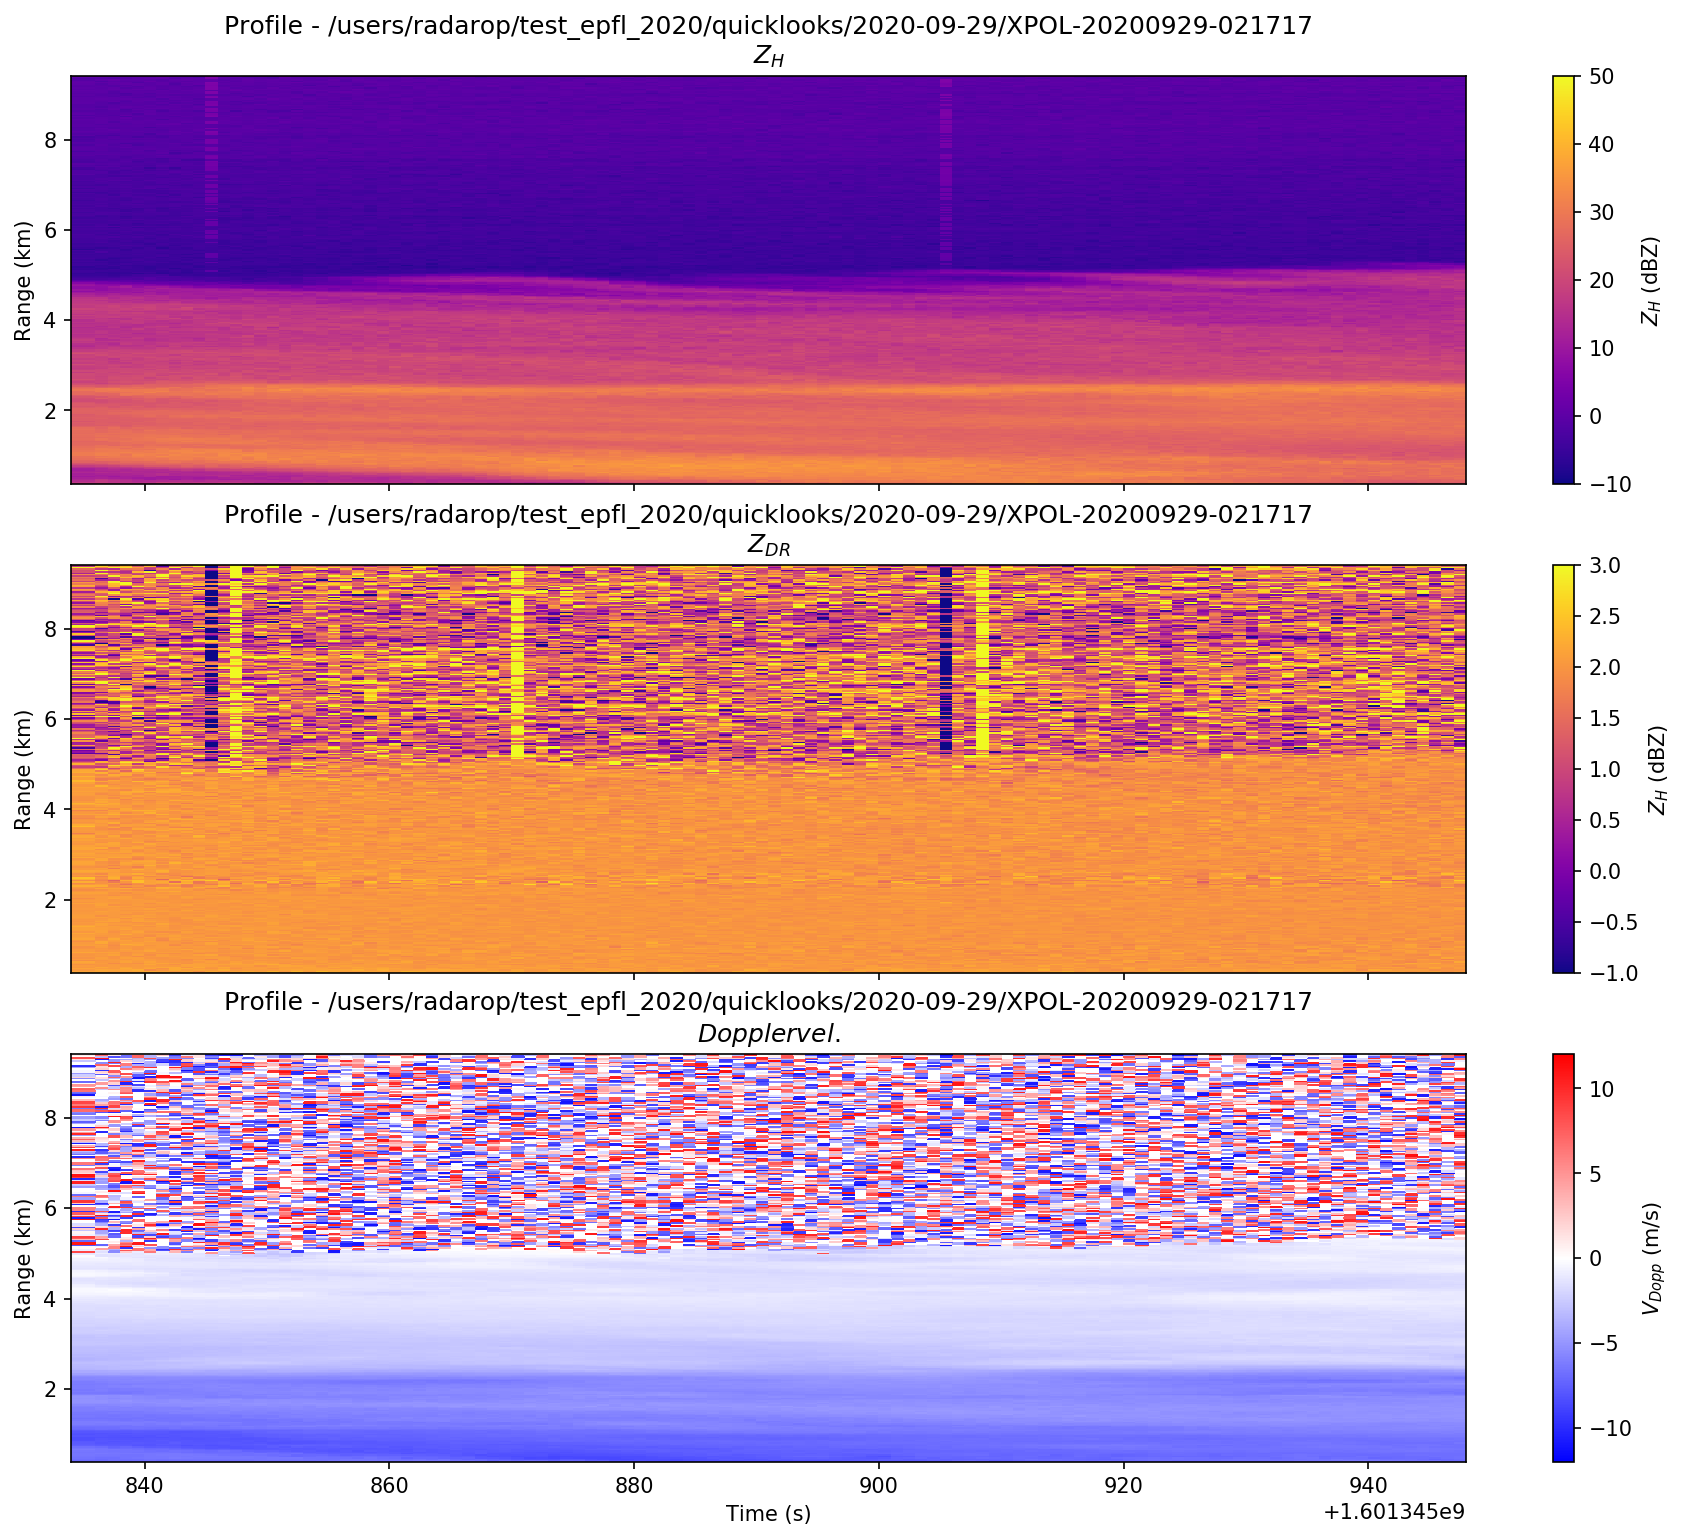 Profile - /users/radarop/test_epfl_2020/quicklooks/2020-09-29/XPOL-20200929-021717
Z_H
Range (km)
8
6
4
2
50
40
30
20
10
0
−10
Z_H (dBZ)
Profile - /users/radarop/test_epfl_2020/quicklooks/2020-09-29/XPOL-20200929-021717
Z_DR
Range (km)
8
6
4
2
3.0
2.5
2.0
1.5
1.0
0.5
0.0
−0.5
−1.0
Z_H (dBZ)
Profile - /users/radarop/test_epfl_2020/quicklooks/2020-09-29/XPOL-20200929-021717
Dopplervel.
Range (km)
8
6
4
2
10
5
0
−5
−10
V_Dopp (m/s)
840 860 880 900 920 940
Time (s)
+1.601345e9